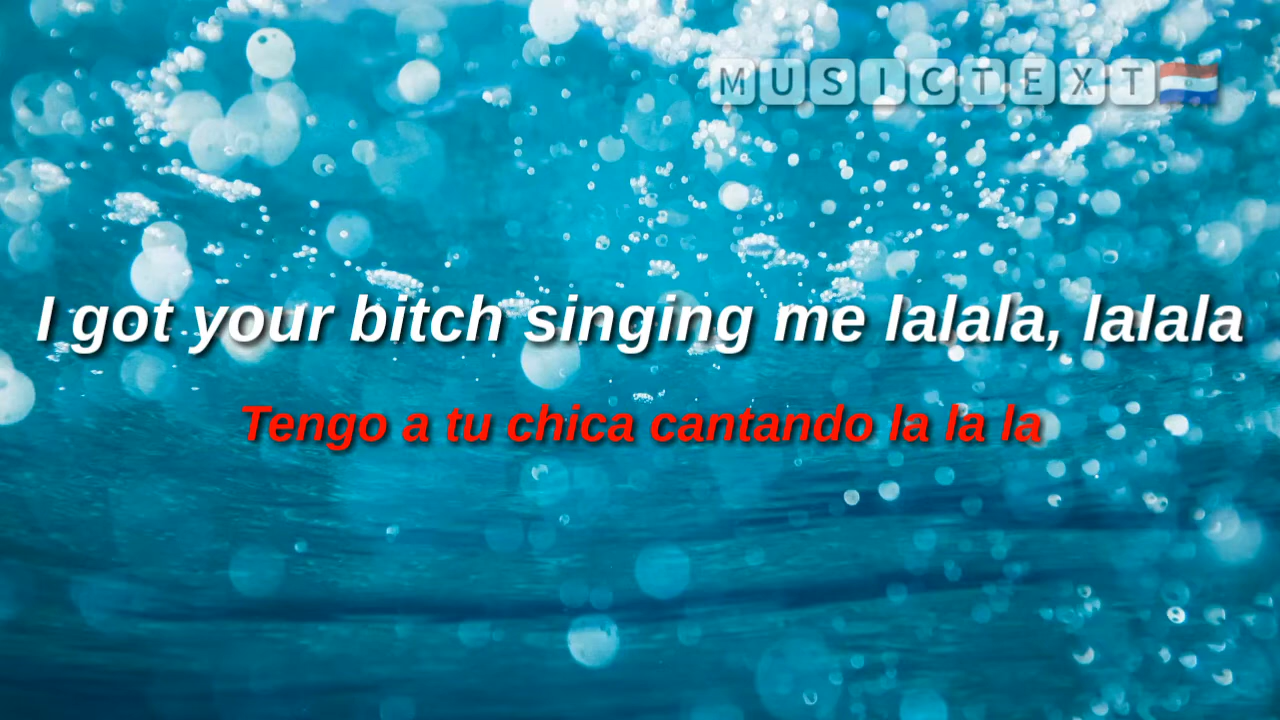 MUSICTEXT🇵🇾
I got your bitch singing me lalala, lalala
Tengo a tu chica cantando la la la